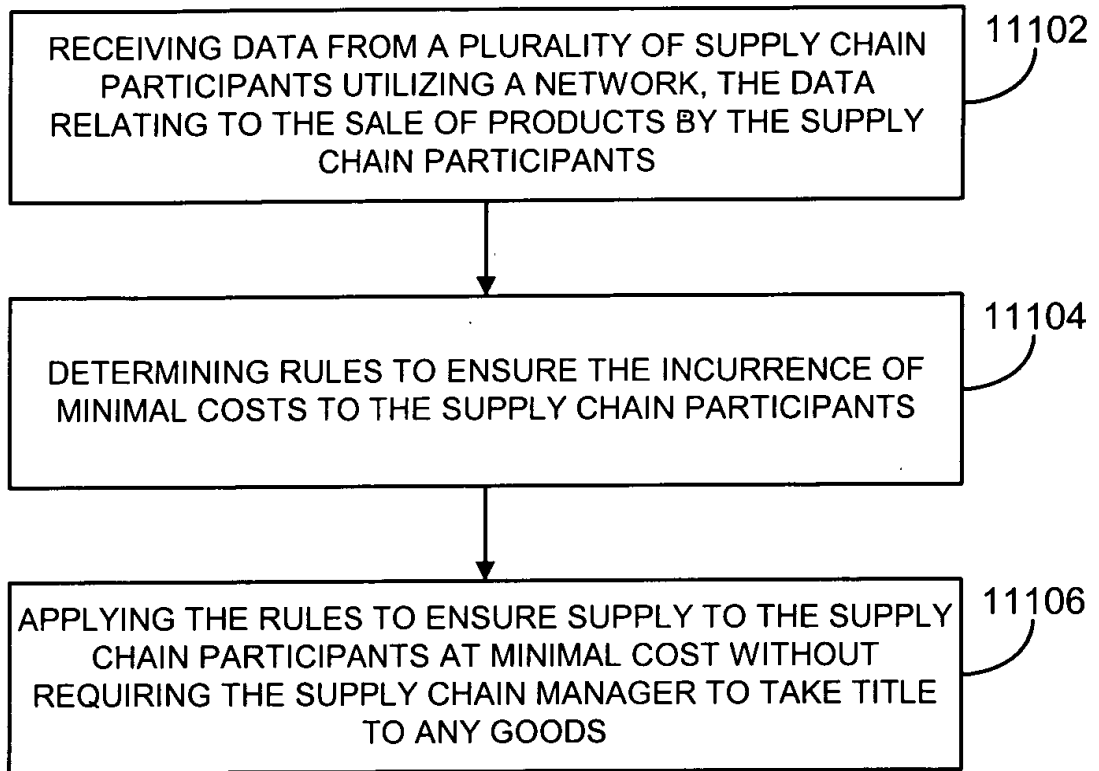 RECEIVING DATA FROM A PLURALITY OF SUPPLY CHAIN
PARTICIPANTS UTILIZING A NETWORK, THE DATA
RELATING TO THE SALE OF PRODUCTS BY THE SUPPLY
CHAIN PARTICIPANTS
11102
DETERMINING RULES TO ENSURE THE INCURRENCE OF
MINIMAL COSTS TO THE SUPPLY CHAIN PARTICIPANTS
11104
APPLYING THE RULES TO ENSURE SUPPLY TO THE SUPPLY
CHAIN PARTICIPANTS AT MINIMAL COST WITHOUT
REQUIRING THE SUPPLY CHAIN MANAGER TO TAKE TITLE
TO ANY GOODS
11106